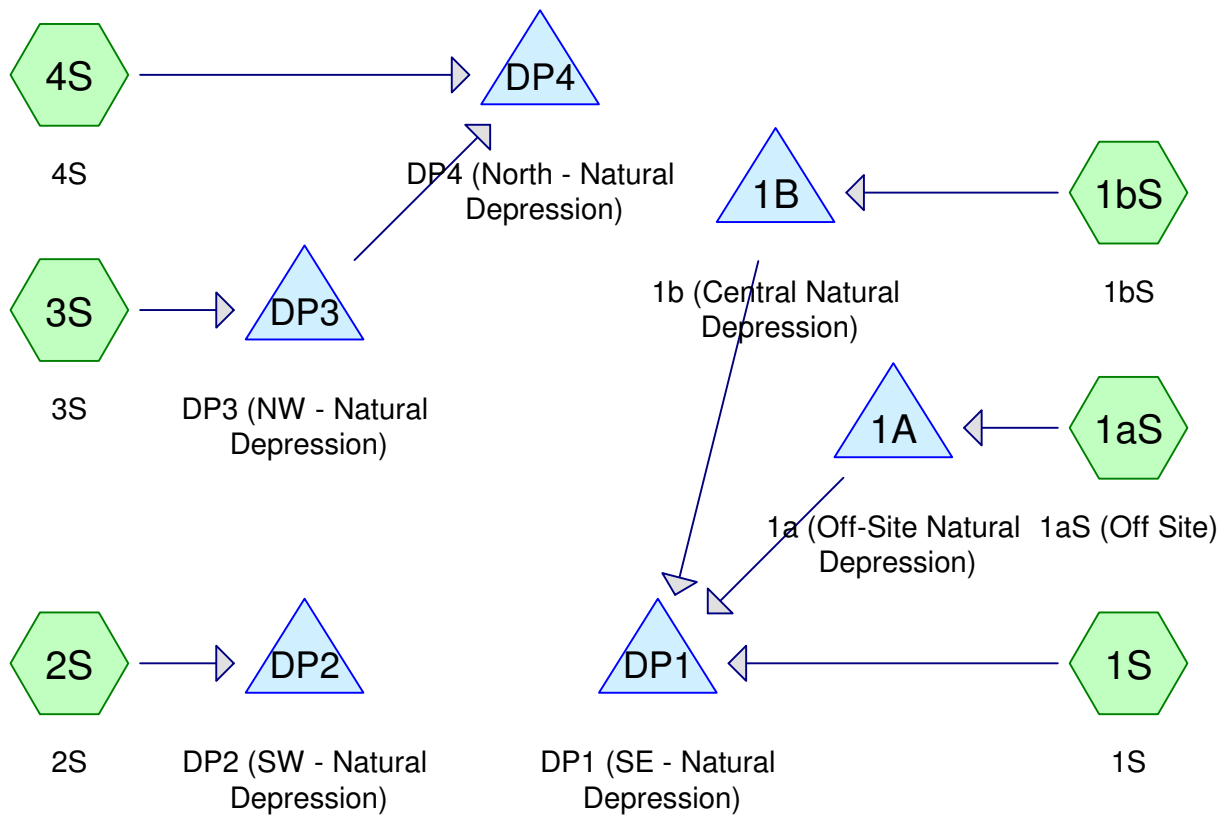 4S
DP4
4S
DP4 (North - Natural
Depression)
1B
1bS
1b (Central Natural
Depression)
1bS
3S
DP3
3S
DP3 (NW - Natural
Depression)
1A
1aS
1a (Off-Site Natural
Depression)
1aS (Off Site)
2S
DP2
DP1
1S
2S
DP2 (SW - Natural
Depression)
DP1 (SE - Natural
Depression)
1S